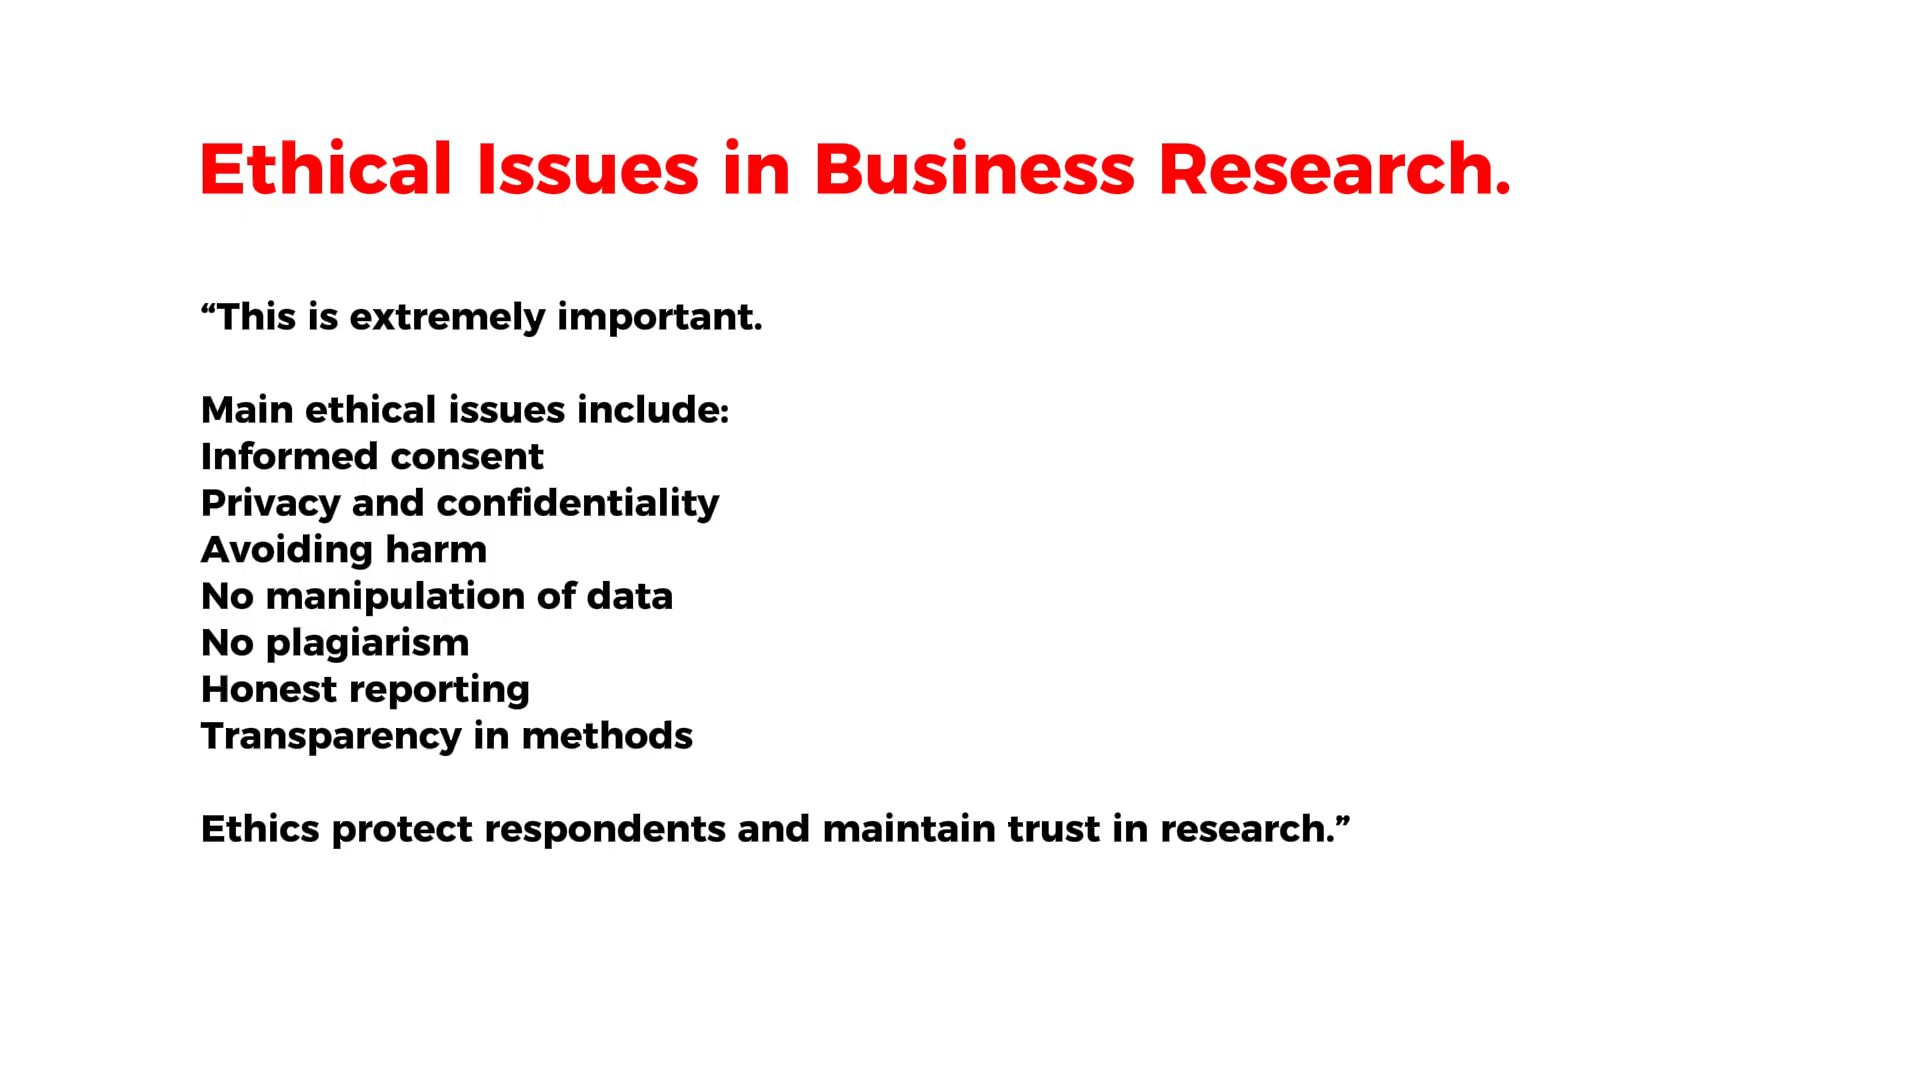 Ethical Issues in Business Research.
“This is extremely important.
Main ethical issues include:
Informed consent
Privacy and confidentiality
Avoiding harm
No manipulation of data
No plagiarism
Honest reporting
Transparency in methods
Ethics protect respondents and maintain trust in research.”